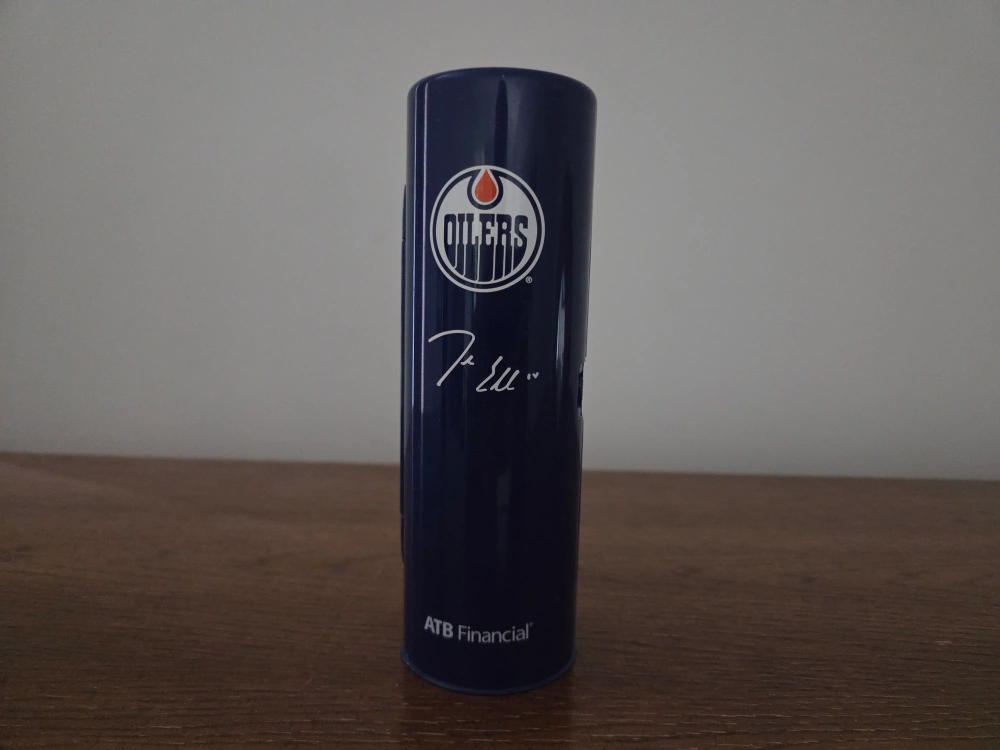 OILERS
®
ATB Financial